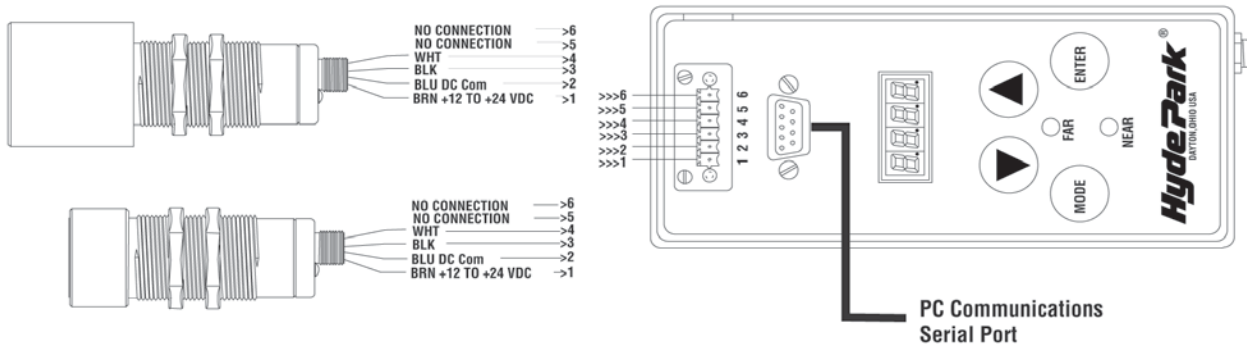 NO CONNECTION >6
NO CONNECTION >5
WHT >4
BLK >3
BLU DC Com >2
BRN +12 TO +24 VDC >1
NO CONNECTION >6
NO CONNECTION >5
WHT >4
BLK >3
BLU DC Com >2
BRN +12 TO +24 VDC >1
>>>6
>>>5
>>>4
>>>3
>>>2
>>>1
1 2 3 4 5 6
8888
ENTER
FAR
NEAR
MODE
HydePark®
DAYTON, OHIO USA
PC Communications
Serial Port